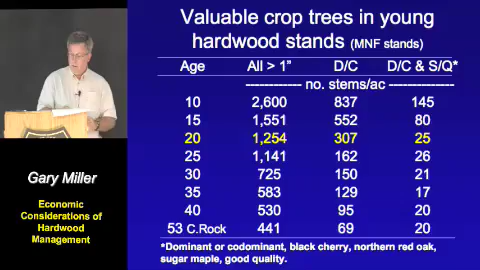 Valuable crop trees in young
hardwood stands (MNF stands)
Age All > 1" D/C D/C & S/Q*
------------ no. stems/ac --------------
10 2,600 837 145
15 1,551 552 80
20 1,254 307 25
25 1,141 162 26
30 725 150 21
35 583 129 17
40 530 95 20
53 C.Rock 441 69 20
*Dominant or codominant, black cherry, northern red oak,
sugar maple, good quality.
Gary Miller
Economic
Considerations of
Hardwood
Management